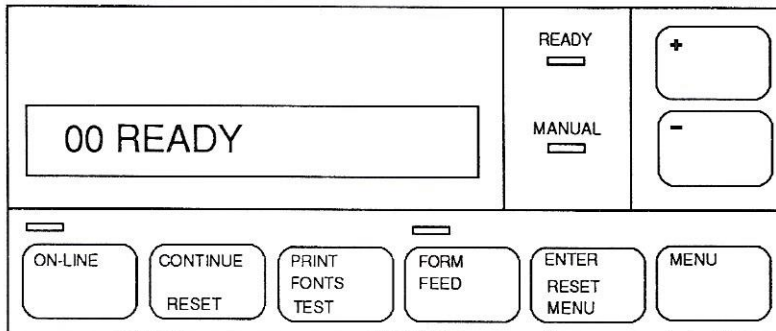 READY
+
00 READY
MANUAL
-
ON-LINE
CONTINUE
RESET
PRINT
FONTS
TEST
FORM
FEED
ENTER
RESET
MENU
MENU